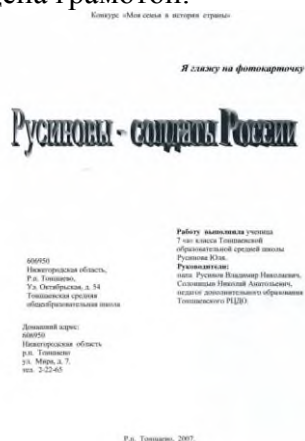 дена грамотой.
Конкурс «Моя семья в истории страны»
Я гляжу на фотокарточку
Русиновы - солдаты России
Работу выполнила ученица
7 «а» класса Тоншаевской
образовательной средней школы
Русинова Юля.
Руководители:
папа Русинов Владимир Николаевич,
Соловицын Николай Анатольевич,
педагог дополнительного образования
Тоншаевского РЦДО.
606950
Нижегородская область,
Р.п. Тоншаево,
Ул. Октябрьская, д. 54
Тоншаевская средняя
общеобразовательная школа
Домашний адрес:
606950
Нижегородская область
р.п. Тоншаево
ул. Мира, д. 7.
тел. 2-22-65
Р.п. Тоншаево, 2007.